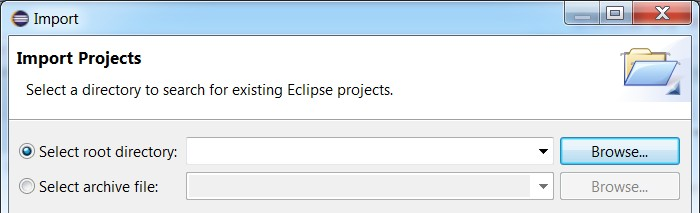 Import
Import Projects
Select a directory to search for existing Eclipse projects.
Select root directory:
Browse...
Select archive file:
Browse...